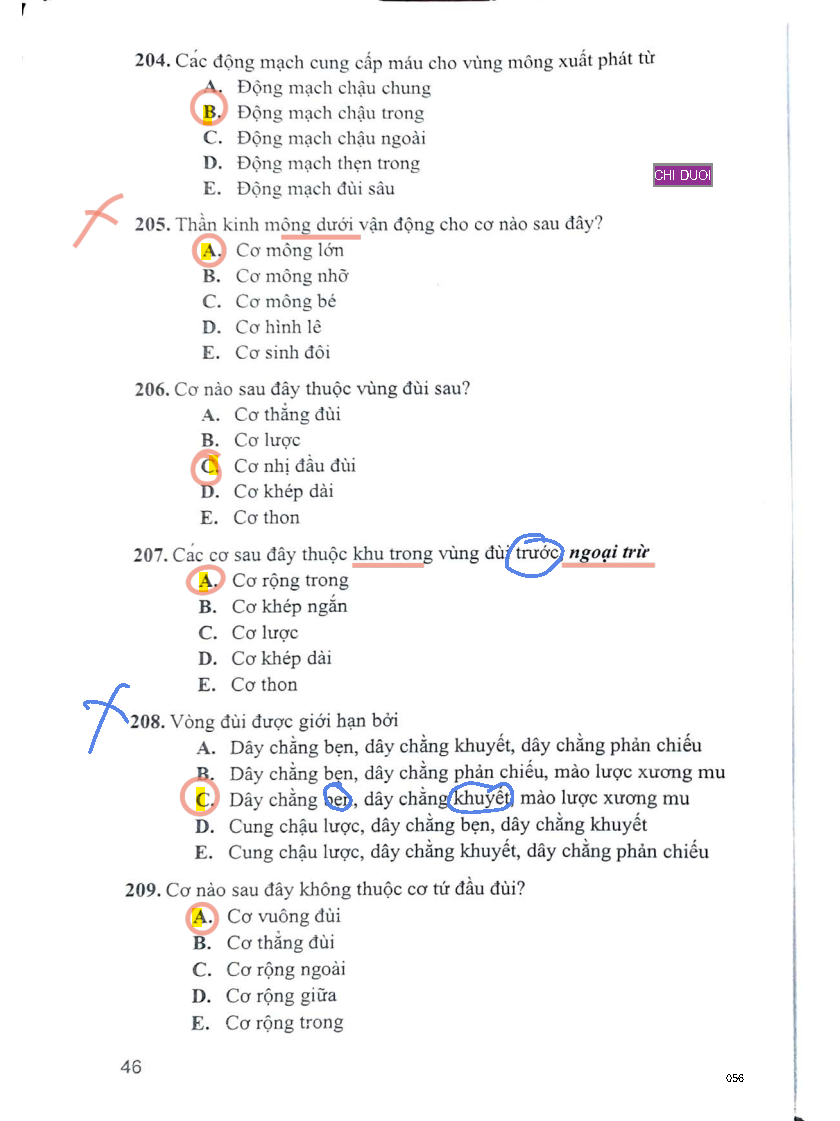 204. Các động mạch cung cấp máu cho vùng mông xuất phát từ
A. Động mạch chậu chung
B. Động mạch chậu trong
C. Động mạch chậu ngoài
D. Động mạch thẹn trong
CHI DUOI
E. Động mạch đùi sâu
205. Thần kinh mông dưới vận động cho cơ nào sau đây?
A. Cơ mông lớn
B. Cơ mông nhỡ
C. Cơ mông bé
D. Cơ hình lê
E. Cơ sinh đôi
206. Cơ nào sau đây thuộc vùng đùi sau?
A. Cơ thẳng đùi
B. Cơ lược
C. Cơ nhị đầu đùi
D. Cơ khép dài
E. Cơ thon
207. Các cơ sau đây thuộc khu trong vùng đùi trước, ngoại trừ
A. Cơ rộng trong
B. Cơ khép ngắn
C. Cơ lược
D. Cơ khép dài
E. Cơ thon
208. Vòng đùi được giới hạn bởi
A. Dây chằng bẹn, dây chằng khuyết, dây chằng phản chiếu
B. Dây chằng bẹn, dây chằng phản chiếu, mào lược xương mu
C. Dây chằng bẹn, dây chằng khuyết, mào lược xương mu
D. Cung chậu lược, dây chằng bẹn, dây chằng khuyết
E. Cung chậu lược, dây chằng khuyết, dây chằng phản chiếu
209. Cơ nào sau đây không thuộc cơ tứ đầu đùi?
A. Cơ vuông đùi
B. Cơ thẳng đùi
C. Cơ rộng ngoài
D. Cơ rộng giữa
E. Cơ rộng trong
46
056